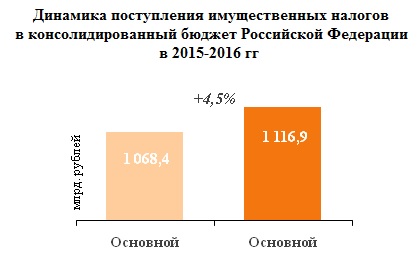 Динамика поступления имущественных налогов
в консолидированный бюджет Российской Федерации
в 2015-2016 гг
+4,5%
млрд. рублей
1 068,4
1 116,9
Основной
Основной